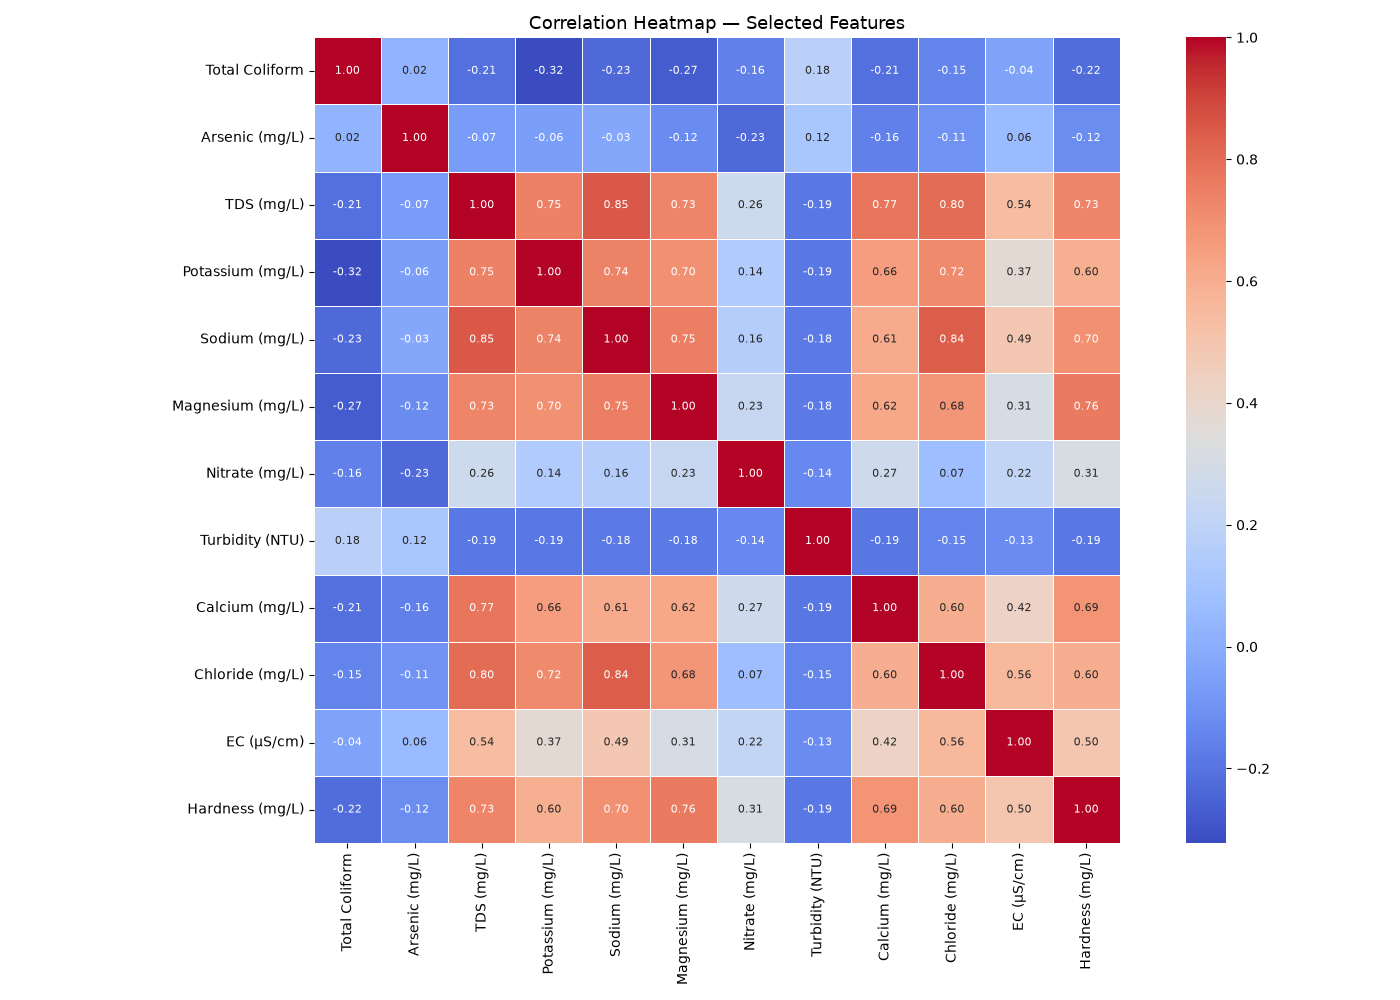 Correlation Heatmap — Selected Features
Total Coliform 1.00 0.02 -0.21 -0.32 -0.23 -0.27 -0.16 0.18 -0.21 -0.15 -0.04 -0.22
Arsenic (mg/L) 0.02 1.00 -0.07 -0.06 -0.03 -0.12 -0.23 0.12 -0.16 -0.11 0.06 -0.12
TDS (mg/L) -0.21 -0.07 1.00 0.75 0.85 0.73 0.26 -0.19 0.77 0.80 0.54 0.73
Potassium (mg/L) -0.32 -0.06 0.75 1.00 0.74 0.70 0.14 -0.19 0.66 0.72 0.37 0.60
Sodium (mg/L) -0.23 -0.03 0.85 0.74 1.00 0.75 0.16 -0.18 0.61 0.84 0.49 0.70
Magnesium (mg/L) -0.27 -0.12 0.73 0.70 0.75 1.00 0.23 -0.18 0.62 0.68 0.31 0.76
Nitrate (mg/L) -0.16 -0.23 0.26 0.14 0.16 0.23 1.00 -0.14 0.27 0.07 0.22 0.31
Turbidity (NTU) 0.18 0.12 -0.19 -0.19 -0.18 -0.18 -0.14 1.00 -0.19 -0.15 -0.13 -0.19
Calcium (mg/L) -0.21 -0.16 0.77 0.66 0.61 0.62 0.27 -0.19 1.00 0.60 0.42 0.69
Chloride (mg/L) -0.15 -0.11 0.80 0.72 0.84 0.68 0.07 -0.15 0.60 1.00 0.56 0.60
EC (µS/cm) -0.04 0.06 0.54 0.37 0.49 0.31 0.22 -0.13 0.42 0.56 1.00 0.50
Hardness (mg/L) -0.22 -0.12 0.73 0.60 0.70 0.76 0.31 -0.19 0.69 0.60 0.50 1.00
Total Coliform
Arsenic (mg/L)
TDS (mg/L)
Potassium (mg/L)
Sodium (mg/L)
Magnesium (mg/L)
Nitrate (mg/L)
Turbidity (NTU)
Calcium (mg/L)
Chloride (mg/L)
EC (µS/cm)
Hardness (mg/L)
1.0
0.8
0.6
0.4
0.2
0.0
−0.2